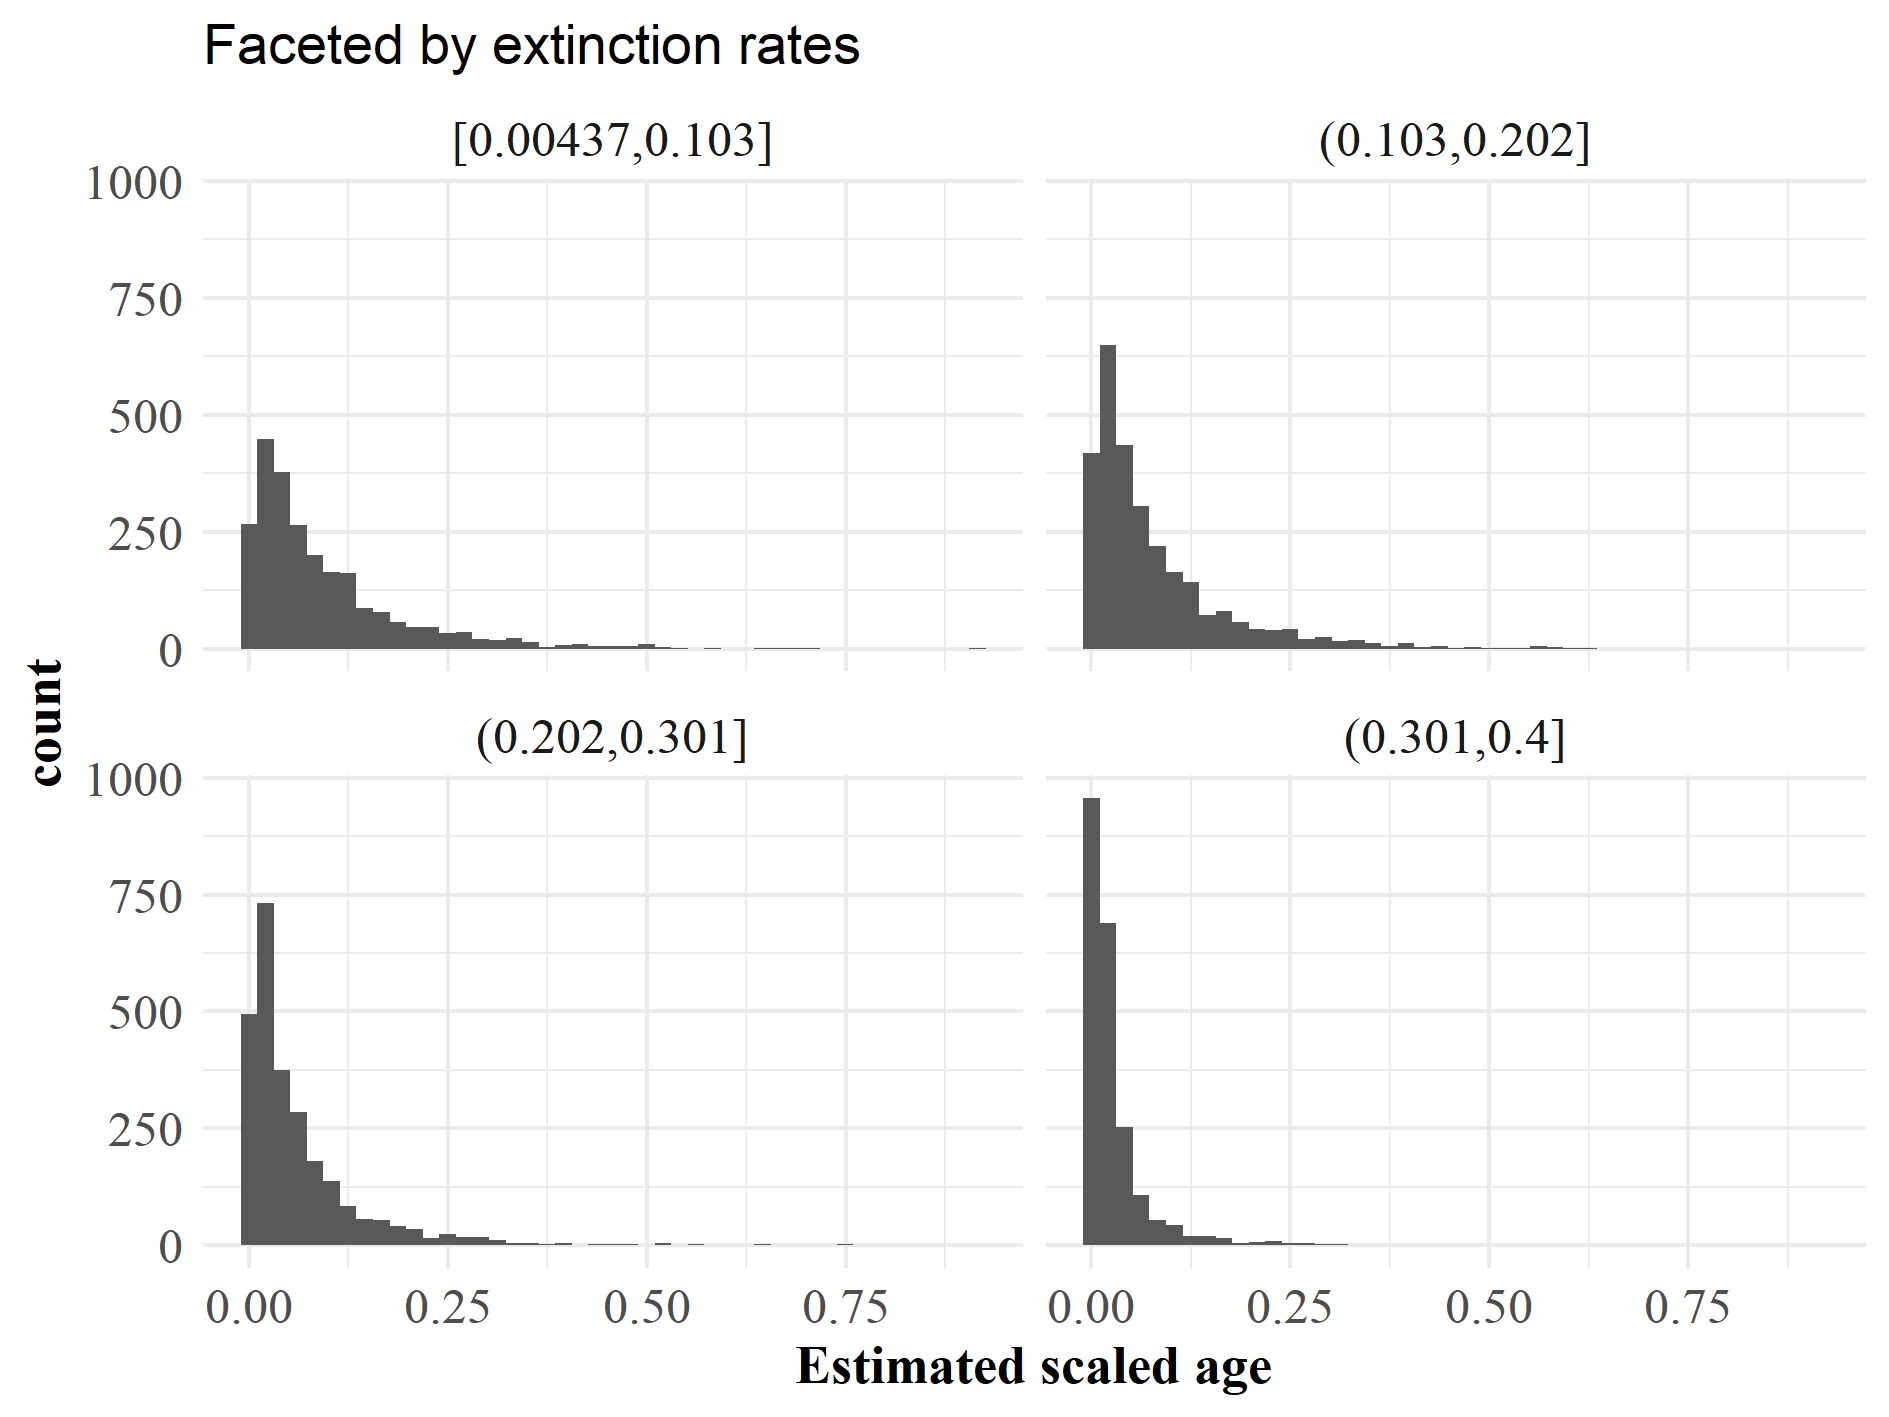 Faceted by extinction rates
[0.00437,0.103]
(0.103,0.202]
1000
750
500
250
0
(0.202,0.301]
(0.301,0.4]
1000
750
500
250
0
count
0.00 0.25 0.50 0.75
0.00 0.25 0.50 0.75
Estimated scaled age